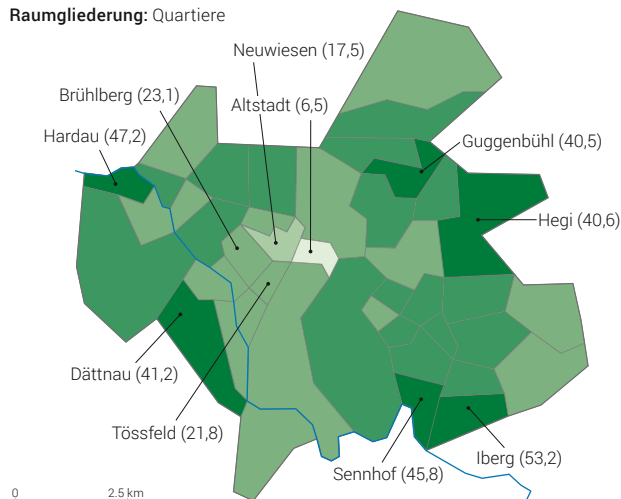 Raumgliederung: Quartiere
Neuwiesen (17,5)
Brühlberg (23,1)
Altstadt (6,5)
Hardau (47,2)
Guggenbühl (40,5)
Hegi (40,6)
Dättnau (41,2)
Tössfeld (21,8)
Iberg (53,2)
Sennhof (45,8)
0 2.5 km